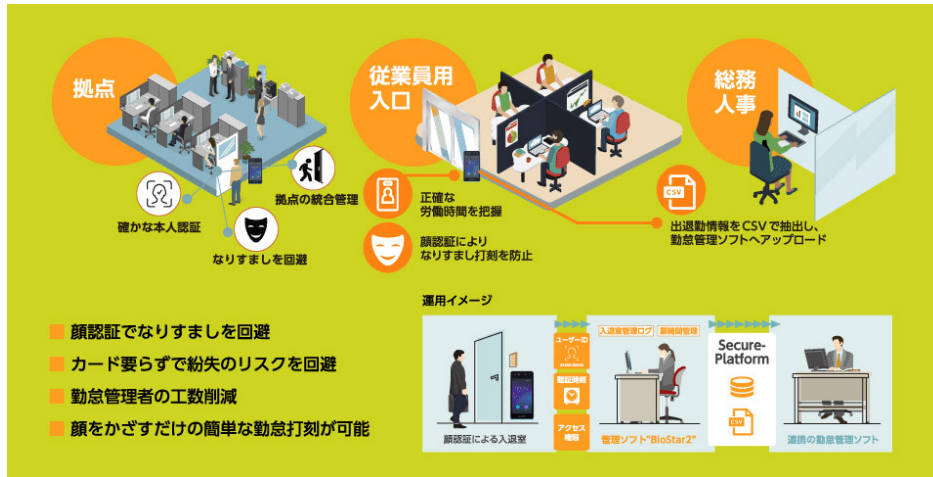 拠点
従業員用
入口
総務
人事
確かな本人認証
なりすましを回避
拠点の統合管理
正確な
労働時間を把握
顔認証により
なりすまし打刻を防止
CSV
出退勤情報をCSVで抽出し、
勤怠管理ソフトへアップロード
顔認証でなりすましを回避
カード要らずで紛失のリスクを回避
勤怠管理者の工数削減
顔をかざすだけの簡単な勤怠打刻が可能
運用イメージ
顔認証による入退室
ユーザーID
認証時刻
アクセス
権限
入退室管理ログ
管理ソフト"BioStar2"
Secure-
Platform
CSV
連携の勤怠管理ソフト